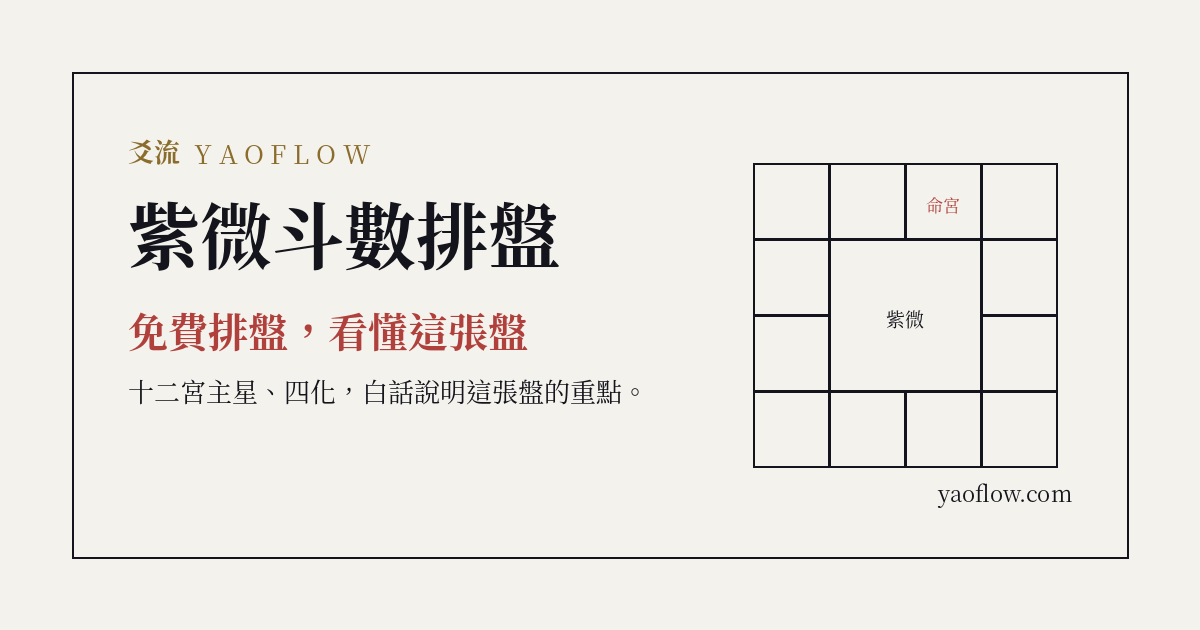 爻流 YAOFLOW
紫微斗數排盤
免費排盤，看懂這張盤
十二宮主星、四化，白話說明這張盤的重點。
命宮
紫微
yaoflow.com